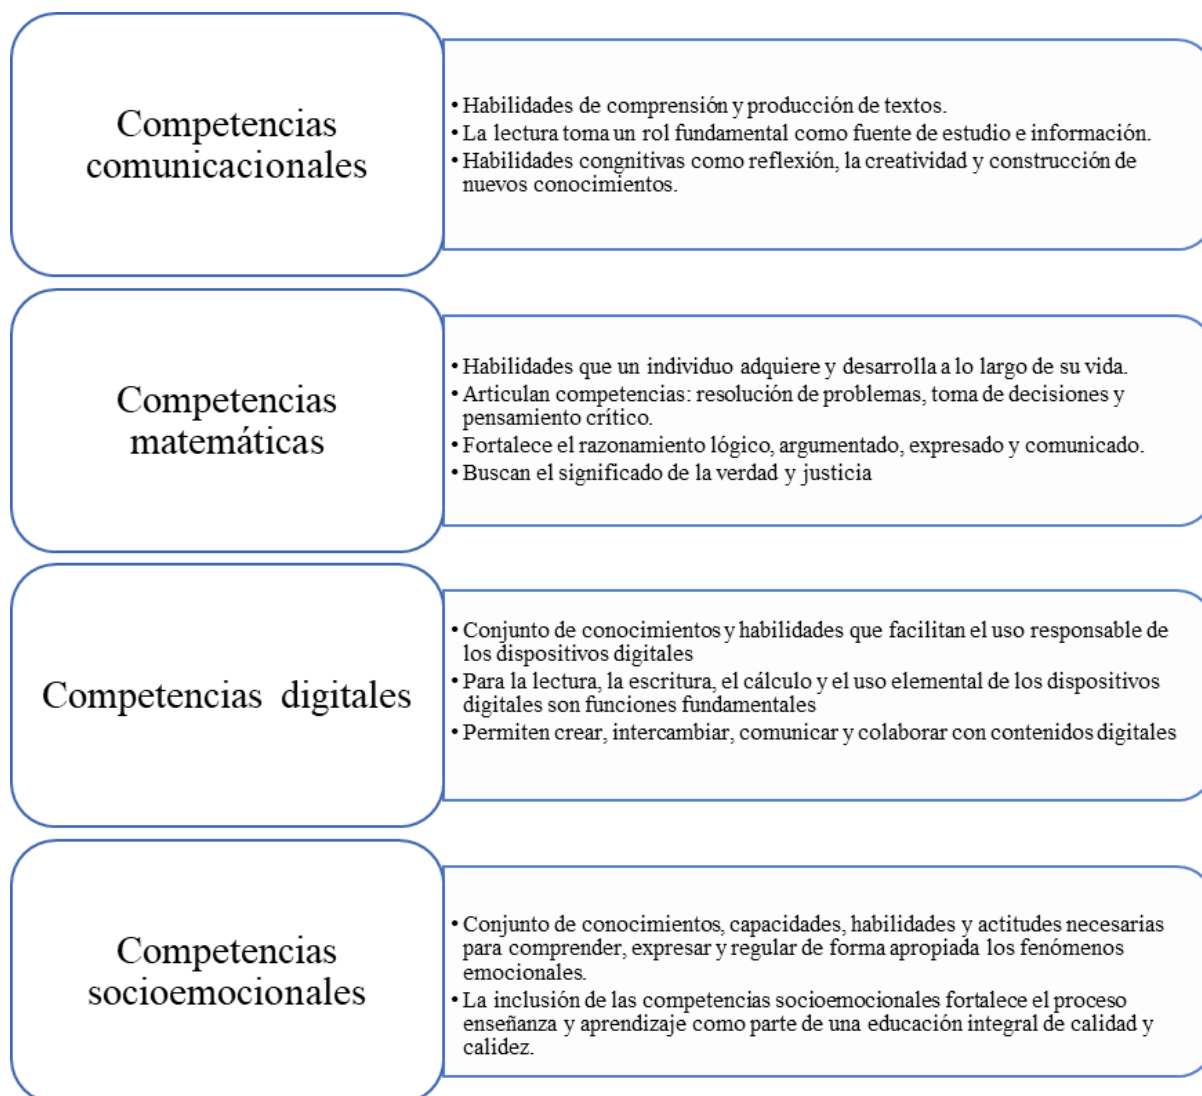 Competencias
comunicacionales
• Habilidades de comprensión y producción de textos.
• La lectura toma un rol fundamental como fuente de estudio e información.
• Habilidades congnitivas como reflexión, la creatividad y construcción de
nuevos conocimientos.
Competencias
matemáticas
• Habilidades que un individuo adquiere y desarrolla a lo largo de su vida.
• Articulan competencias: resolución de problemas, toma de decisiones y
pensamiento crítico.
• Fortalece el razonamiento lógico, argumentado, expresado y comunicado.
• Buscan el significado de la verdad y justicia
Competencias digitales
• Conjunto de conocimientos y habilidades que facilitan el uso responsable de
los dispositivos digitales
• Para la lectura, la escritura, el cálculo y el uso elemental de los dispositivos
digitales son funciones fundamentales
• Permiten crear, intercambiar, comunicar y colaborar con contenidos digitales
Competencias
socioemocionales
• Conjunto de conocimientos, capacidades, habilidades y actitudes necesarias
para comprender, expresar y regular de forma apropiada los fenómenos
emocionales.
• La inclusión de las competencias socioemocionales fortalece el proceso
enseñanza y aprendizaje como parte de una educación integral de calidad y
calidez.